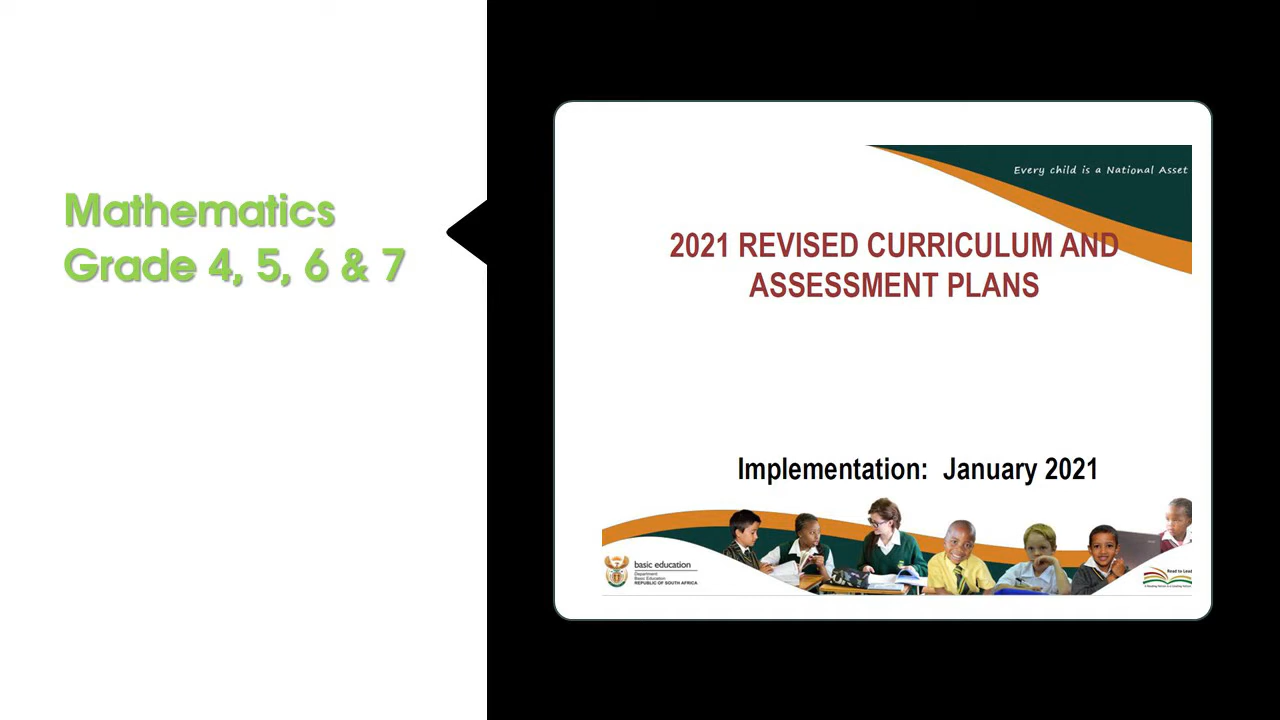 Mathematics
Grade 4, 5, 6 & 7
Every child is a National Asset
2021 REVISED CURRICULUM AND
ASSESSMENT PLANS
Implementation: January 2021
basic education
Department:
Basic Education
REPUBLIC OF SOUTH AFRICA
Read to Lead